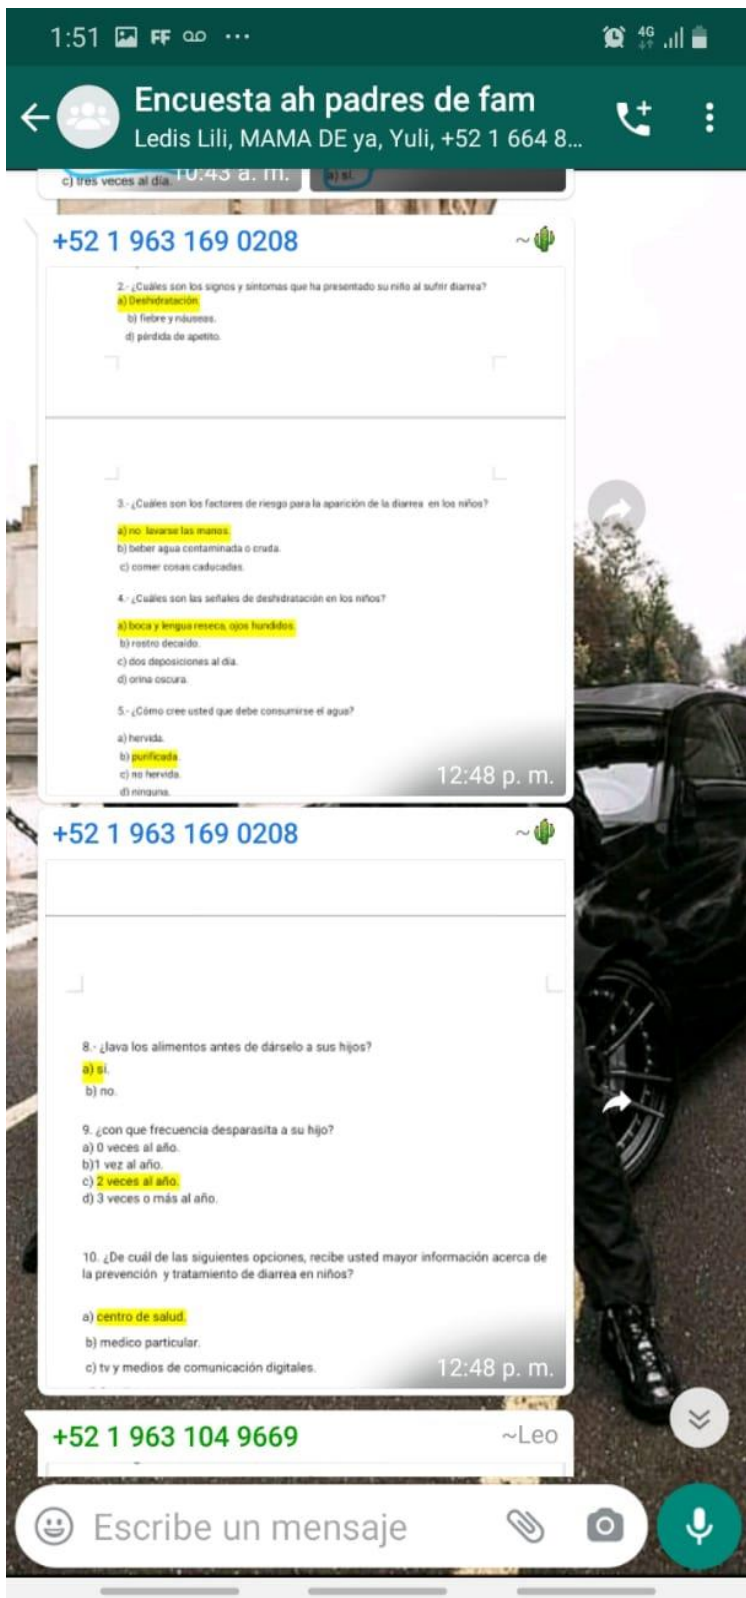 1:51 FF ...
4G
Encuesta ah padres de fam
Ledis Lili, MAMA DE ya, Yuli, +52 1 664 8...
c) tres veces al día. 10:43 a. m. a) si.
+52 1 963 169 0208 ~🌵
2.- ¿Cuáles son los signos y síntomas que ha presentado su niño al sufrir diarrea?
a) Deshidratación
b) fiebre y náuseas.
d) pérdida de apetito.
3.- ¿Cuáles son los factores de riesgo para la aparición de la diarrea en los niños?
a) no lavarse las manos.
b) beber agua contaminada o cruda.
c) comer cosas caducadas.
4.- ¿Cuáles son las señales de deshidratación en los niños?
a) boca y lengua reseca, ojos hundidos.
b) rostro decaído.
c) dos deposiciones al día.
d) orina oscura.
5.- ¿Cómo cree usted que debe consumirse el agua?
a) hervida.
b) purificada.
c) no hervida.
d) ninguna.
12:48 p. m.
+52 1 963 169 0208 ~🌵
8.- ¿lava los alimentos antes de dárselo a sus hijos?
a) si.
b) no.
9. ¿con que frecuencia desparasita a su hijo?
a) 0 veces al año.
b)1 vez al año.
c) 2 veces al año.
d) 3 veces o más al año.
10. ¿De cuál de las siguientes opciones, recibe usted mayor información acerca de
la prevención y tratamiento de diarrea en niños?
a) centro de salud.
b) medico particular.
c) tv y medios de comunicación digitales.
12:48 p. m.
+52 1 963 104 9669 ~Leo
Escribe un mensaje